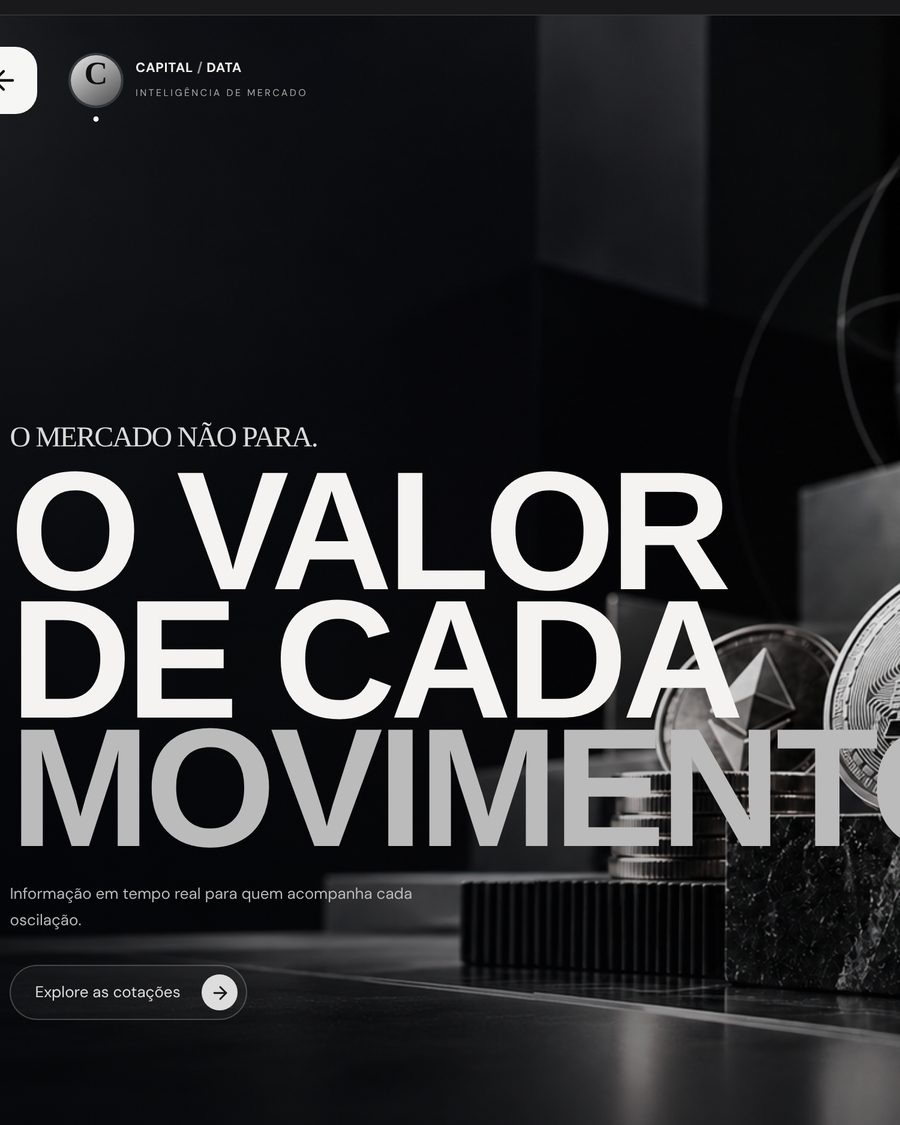 C
CAPITAL / DATA
INTELIGÊNCIA DE MERCADO
O MERCADO NÃO PARA.
O VALOR
DE CADA
MOVIMENTO
Informação em tempo real para quem acompanha cada
oscilação.
Explore as cotações